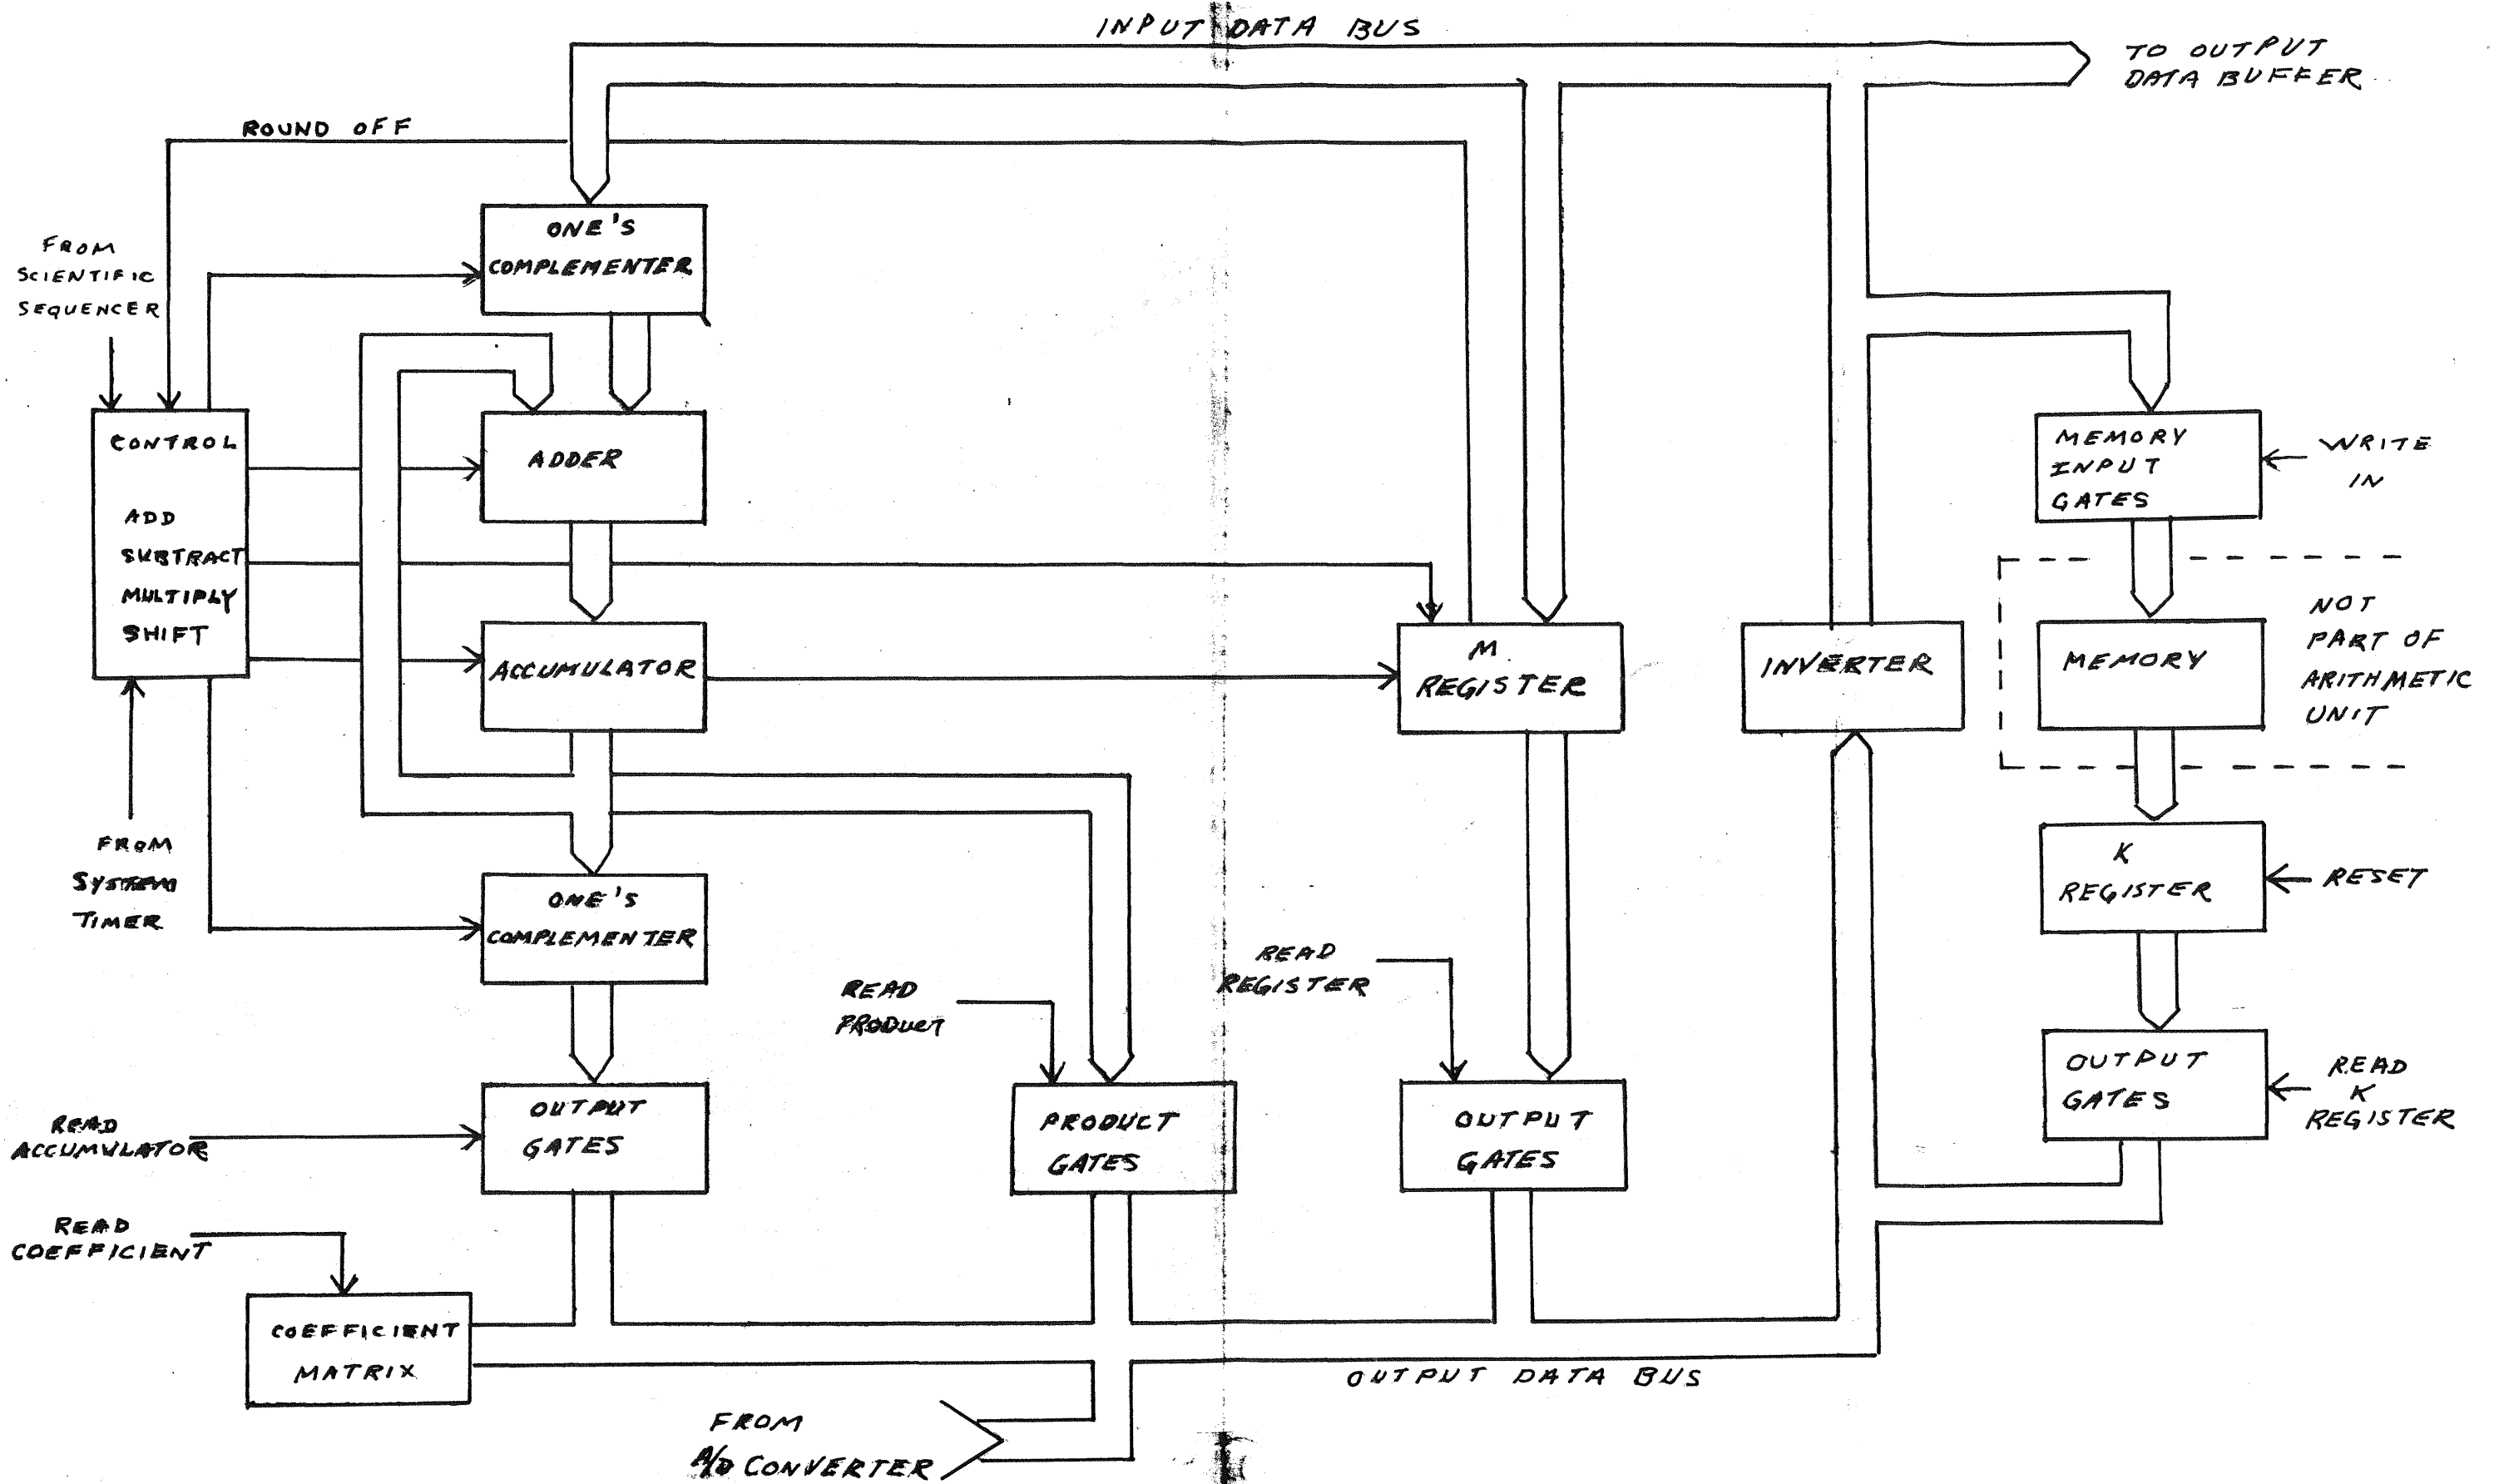 INPUT DATA BUS
TO OUTPUT
DATA BUFFER
ROUND OFF
ONE'S
COMPLEMENTER
FROM
SCIENTIFIC
SEQUENCER
CONTROL
ADD
SUBTRACT
MULTIPLY
SHIFT
ADDER
MEMORY
INPUT
GATES
WRITE
IN
ACCUMULATOR
M
REGISTER
INVERTER
MEMORY
NOT
PART OF
ARITHMETIC
UNIT
FROM
SYSTEM
TIMER
ONE'S
COMPLEMENTER
K
REGISTER
RESET
READ
PRODUCT
READ
REGISTER
READ
ACCUMULATOR
OUTPUT
GATES
PRODUCT
GATES
OUTPUT
GATES
OUTPUT
GATES
READ
K
REGISTER
READ
COEFFICIENT
COEFFICIENT
MATRIX
OUTPUT DATA BUS
FROM
A/D CONVERTER